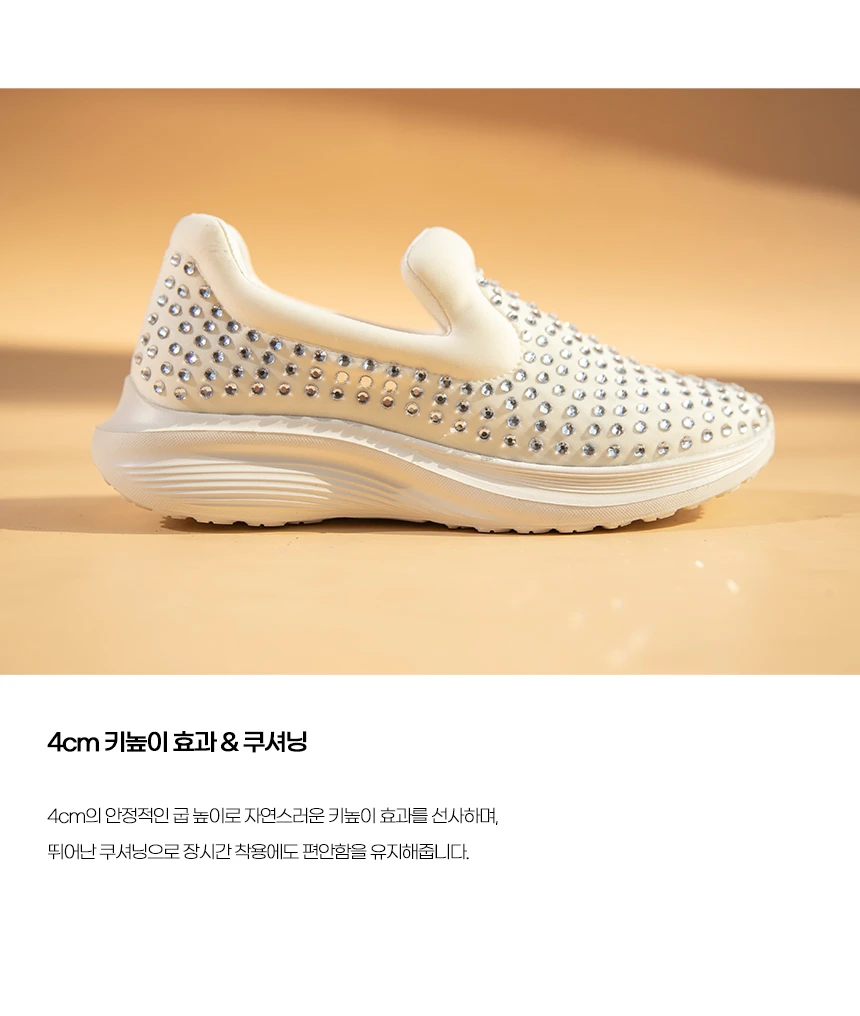 4cm 키높이 효과 & 쿠셔닝
4cm의 안정적인 굽 높이로 자연스러운 키높이 효과를 선사하며,
뛰어난 쿠셔닝으로 장시간 착용에도 편안함을 유지해줍니다.